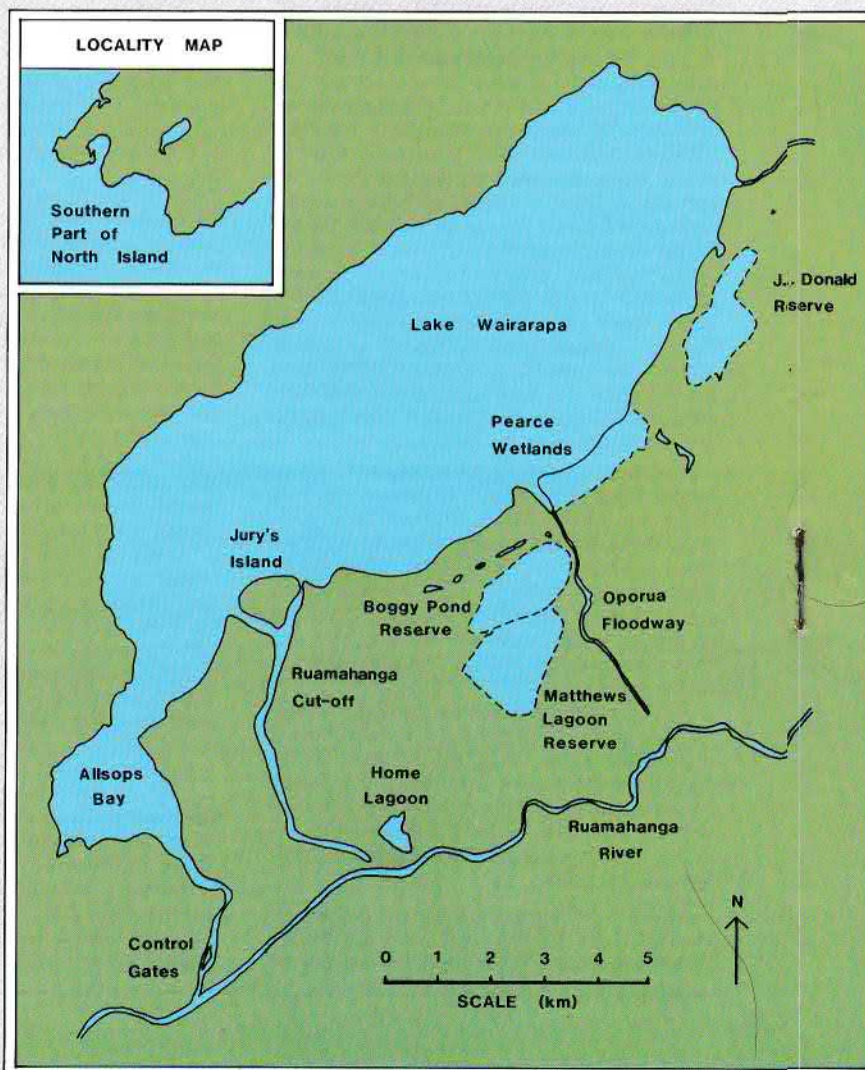 LOCALITY MAP
Southern
Part of
North Island
Lake Wairarapa
J... Donald
Reserve
Pearce
Wetlands
Jury's
Island
Boggy Pond
Reserve
Oporua
Floodway
Ruamahanga
Cut-off
Matthews
Lagoon
Reserve
Allsops
Bay
Home
Lagoon
Ruamahanga
River
Control
Gates
N
0 1 2 3 4 5
SCALE (km)